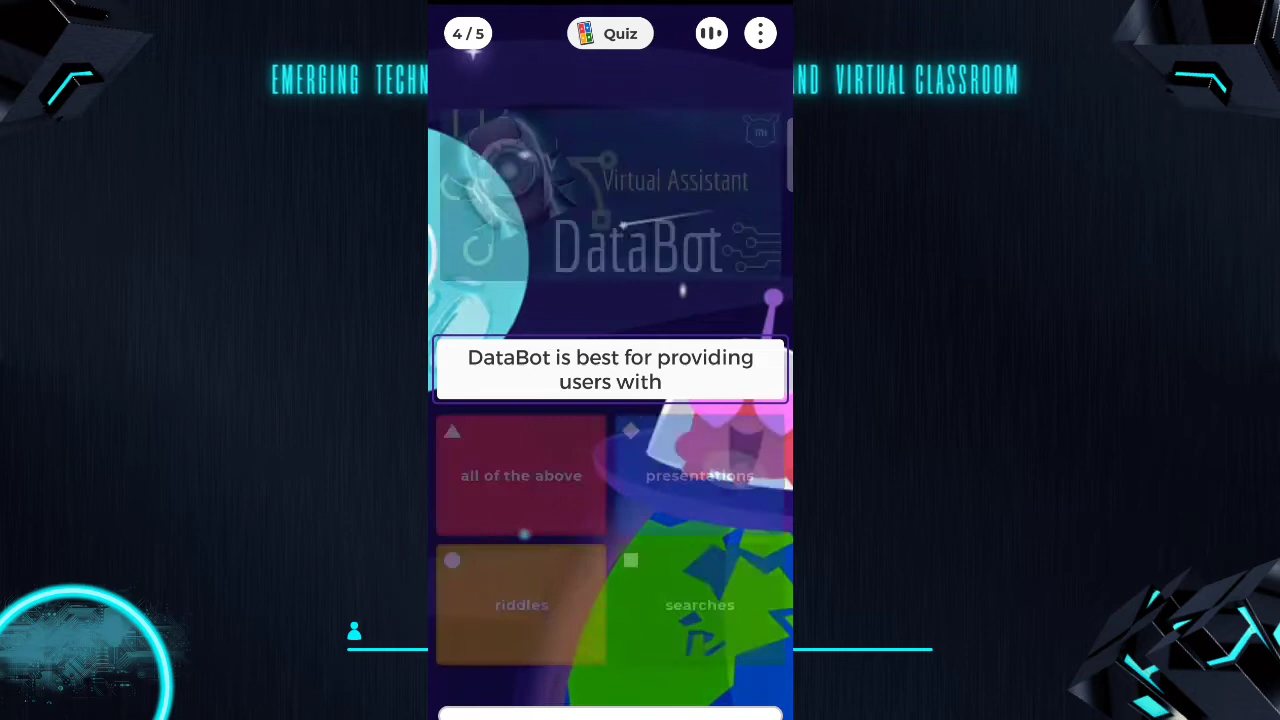 4 / 5
Quiz
EMERGING TECHN
ND VIRTUAL CLASSROOM
mi
Virtual Assistant
DataBot
DataBot is best for providing
users with
all of the above
presentations
riddles
searches